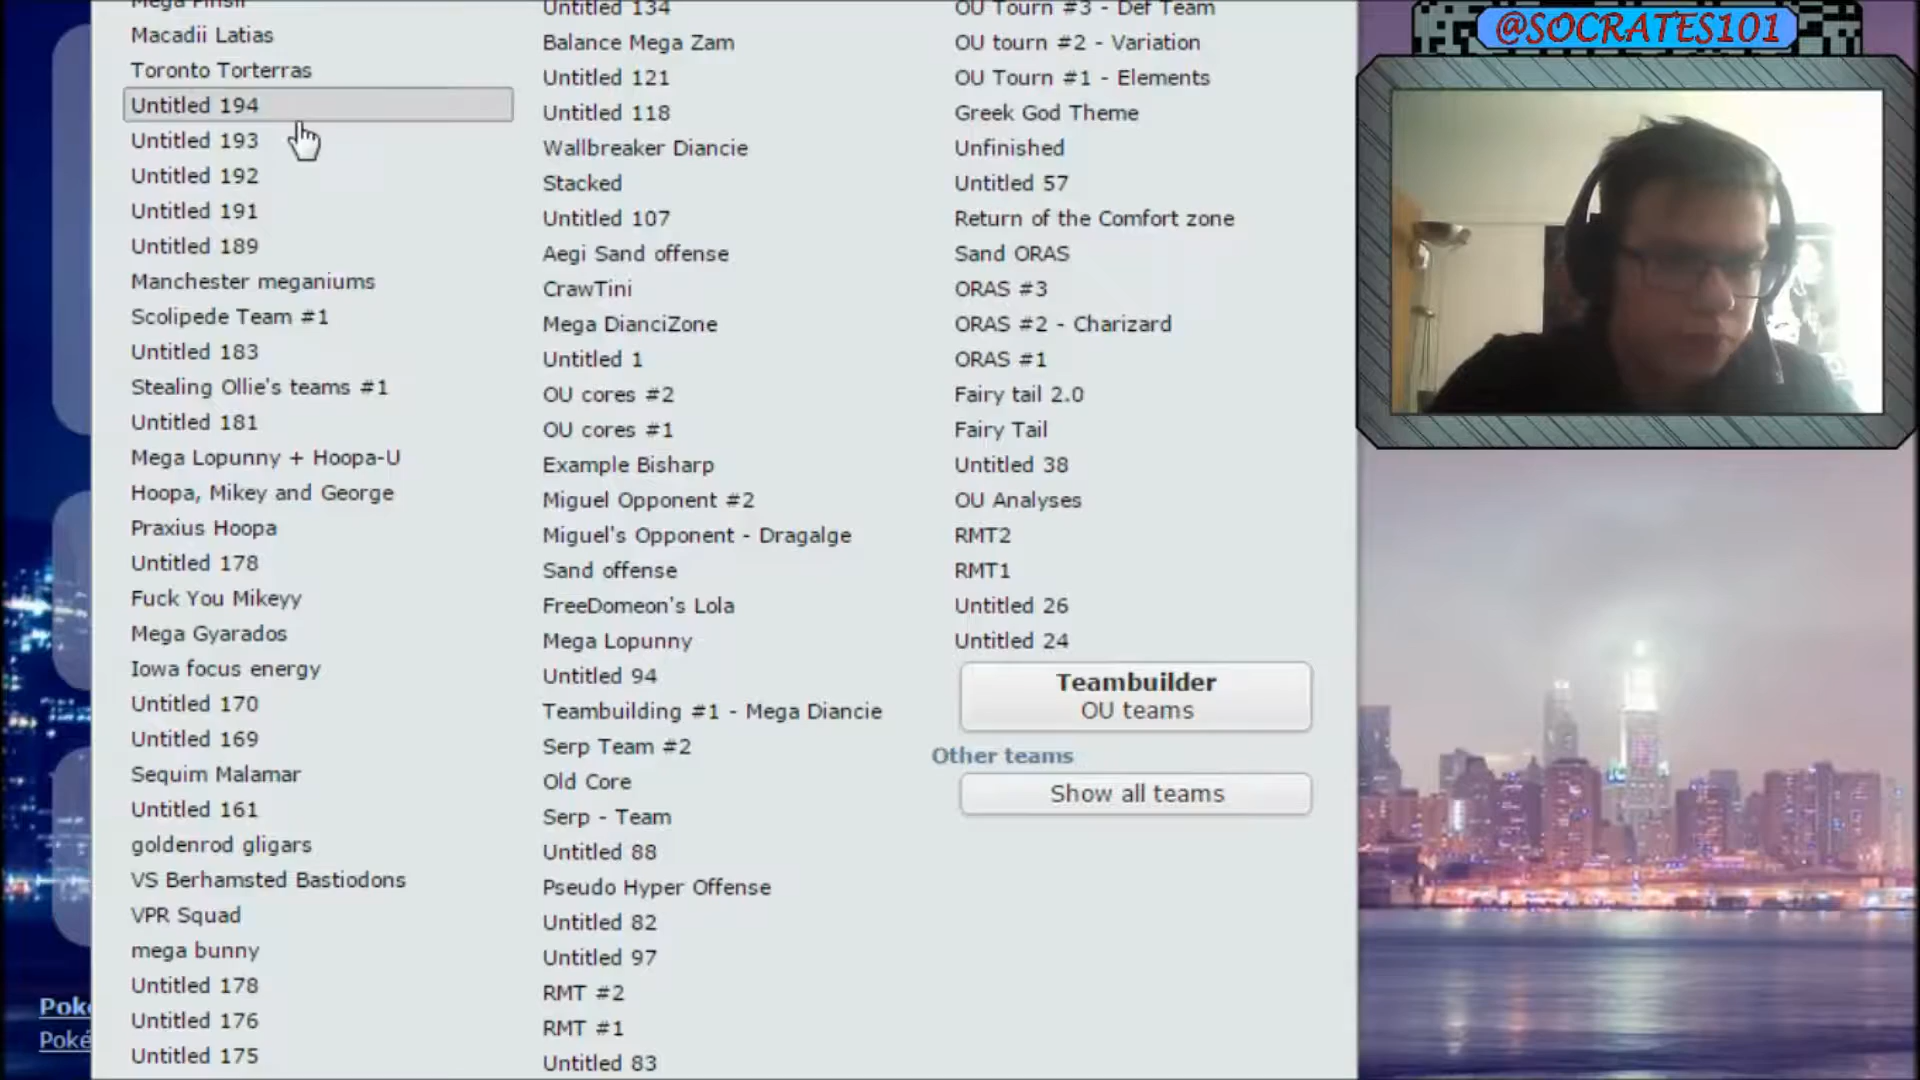 Mega Pinsir
Macadii Latias
Toronto Torterras
Untitled 194
Untitled 193
Untitled 192
Untitled 191
Untitled 189
Manchester meganiums
Scolipede Team #1
Untitled 183
Stealing Ollie's teams #1
Untitled 181
Mega Lopunny + Hoopa-U
Hoopa, Mikey and George
Praxius Hoopa
Untitled 178
Fuck You Mikeyy
Mega Gyarados
Iowa focus energy
Untitled 170
Untitled 169
Sequim Malamar
Untitled 161
goldenrod gligars
VS Berhamsted Bastiodons
VPR Squad
mega bunny
Untitled 178
Untitled 176
Untitled 175
Untitled 134
Balance Mega Zam
Untitled 121
Untitled 118
Wallbreaker Diancie
Stacked
Untitled 107
Aegi Sand offense
CrawTini
Mega DianciZone
Untitled 1
OU cores #2
OU cores #1
Example Bisharp
Miguel Opponent #2
Miguel's Opponent - Dragalge
Sand offense
FreeDomeon's Lola
Mega Lopunny
Untitled 94
Teambuilding #1 - Mega Diancie
Serp Team #2
Old Core
Serp - Team
Untitled 88
Pseudo Hyper Offense
Untitled 82
Untitled 97
RMT #2
RMT #1
Untitled 83
OU Tourn #3 - Def Team
OU tourn #2 - Variation
OU Tourn #1 - Elements
Greek God Theme
Unfinished
Untitled 57
Return of the Comfort zone
Sand ORAS
ORAS #3
ORAS #2 - Charizard
ORAS #1
Fairy tail 2.0
Fairy Tail
Untitled 38
OU Analyses
RMT2
RMT1
Untitled 26
Untitled 24
Teambuilder
OU teams
Other teams
Show all teams
@SOCRATES101
Poké
Poké